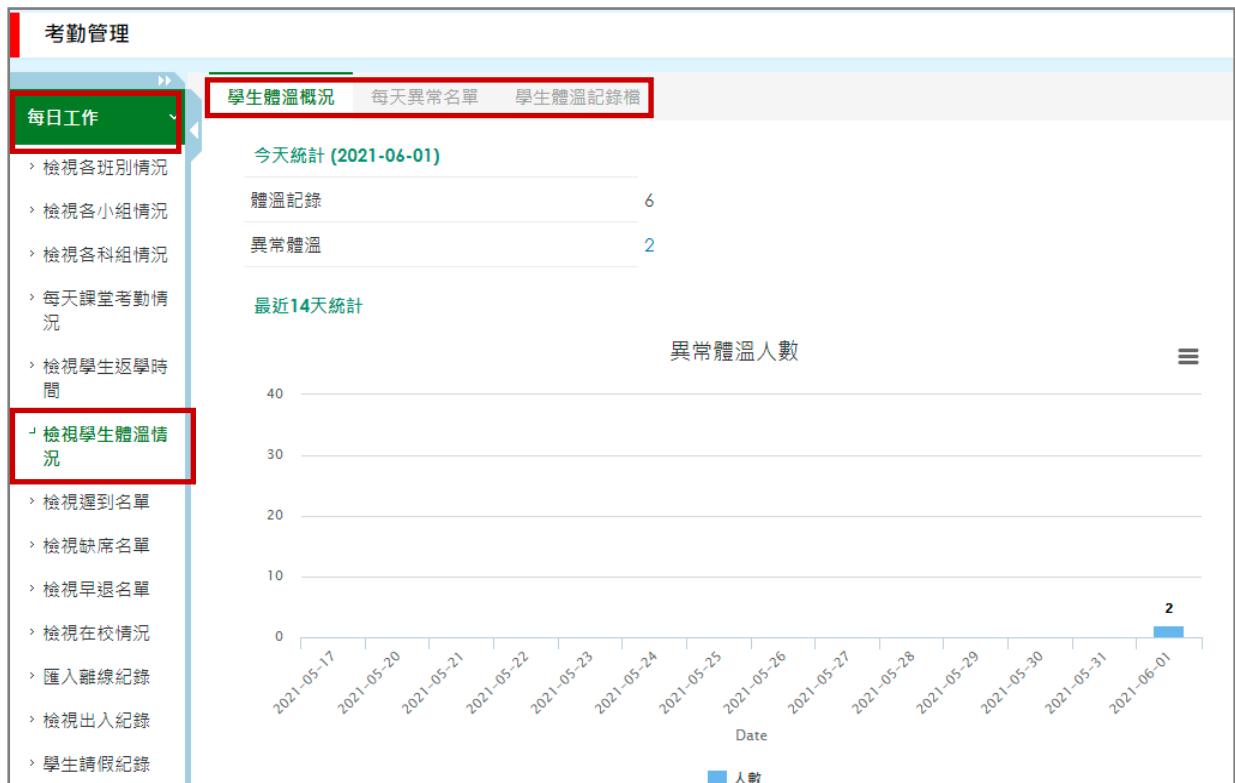 考勤管理
每日工作
檢視各班別情況
檢視各小組情況
檢視各科組情況
每天課堂考勤情
況
檢視學生返學時
間
檢視學生體溫情
況
檢視遲到名單
檢視缺席名單
檢視早退名單
檢視在校情況
匯入離線紀錄
檢視出入紀錄
學生請假紀錄
學生體溫概況 每天異常名單 學生體溫記錄檔
今天統計 (2021-06-01)
體溫記錄 6
異常體溫 2
最近14天統計
異常體溫人數
40
30
20
10
0
2
2021-05-17 2021-05-20 2021-05-21 2021-05-22 2021-05-23 2021-05-24 2021-05-25 2021-05-26 2021-05-27 2021-05-28 2021-05-29 2021-05-30 2021-05-31 2021-06-01
Date
人數